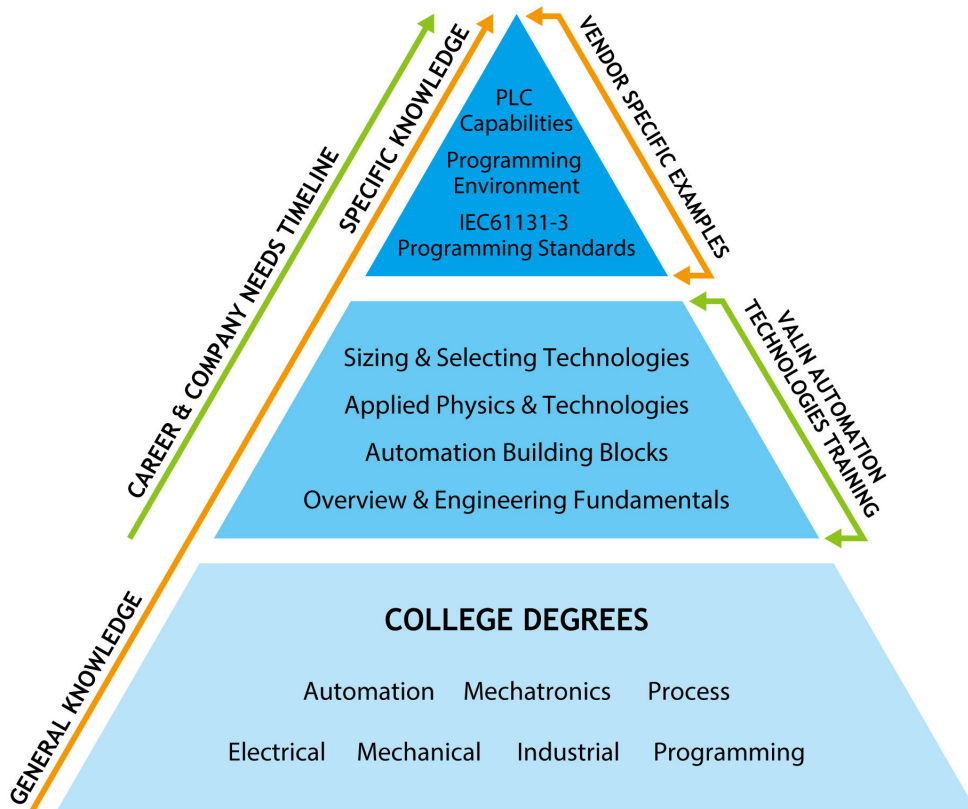 CAREER & COMPANY NEEDS TIMELINE
SPECIFIC KNOWLEDGE
GENERAL KNOWLEDGE
VENDOR SPECIFIC EXAMPLES
PLC
Capabilities
Programming
Environment
IEC61131-3
Programming Standards
VALIN AUTOMATION
TECHNOLOGIES TRAINING
Sizing & Selecting Technologies
Applied Physics & Technologies
Automation Building Blocks
Overview & Engineering Fundamentals
COLLEGE DEGREES
Automation Mechatronics Process
Electrical Mechanical Industrial Programming